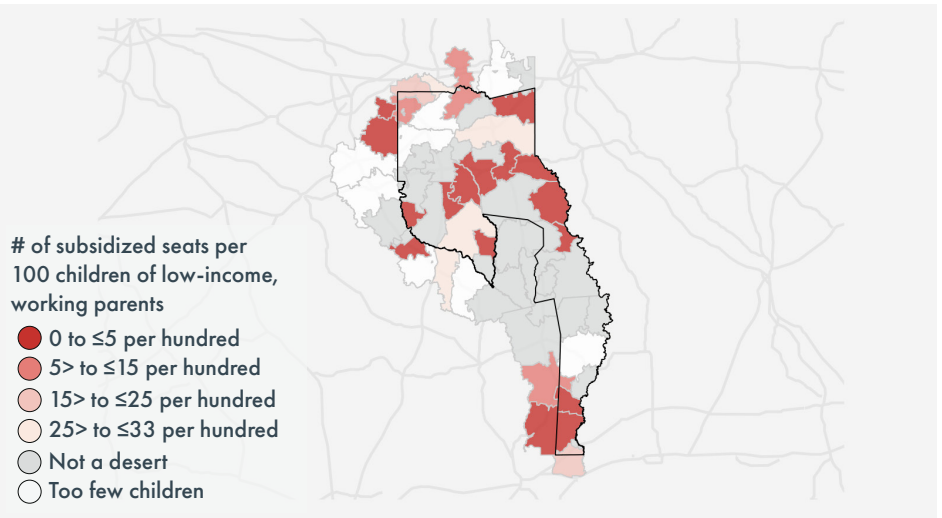 # of subsidized seats per
100 children of low-income,
working parents
0 to ≤5 per hundred
5> to ≤15 per hundred
15> to ≤25 per hundred
25> to ≤33 per hundred
Not a desert
Too few children